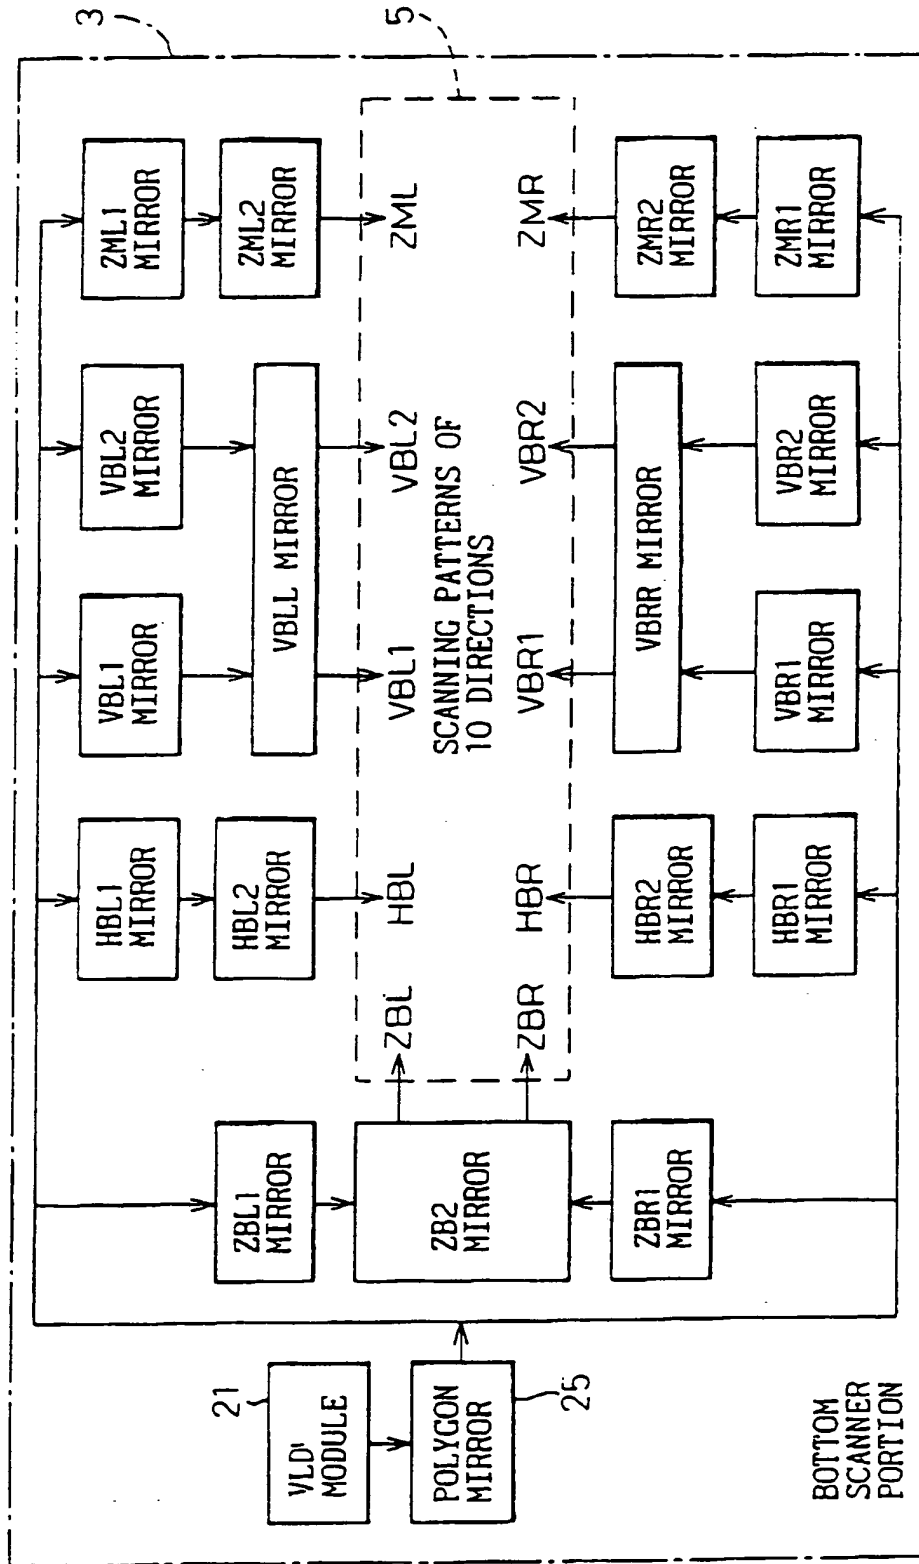 3
5
ZML1
MIRROR
ZML2
MIRROR
ZML
ZMR
ZMR2
MIRROR
ZMR1
MIRROR
VBL2
MIRROR
VBL1
MIRROR
VBLL MIRROR
VBL2
VBL1
SCANNING PATTERNS OF
10 DIRECTIONS
VBR2
VBR1
VBRR MIRROR
VBR2
MIRROR
VBR1
MIRROR
HBL1
MIRROR
HBL2
MIRROR
HBL
HBR
HBR2
MIRROR
HBR1
MIRROR
ZBL
ZBR
ZBL1
MIRROR
ZB2
MIRROR
ZBR1
MIRROR
21
VLD'
MODULE
POLYGON
MIRROR
25
BOTTOM
SCANNER
PORTION